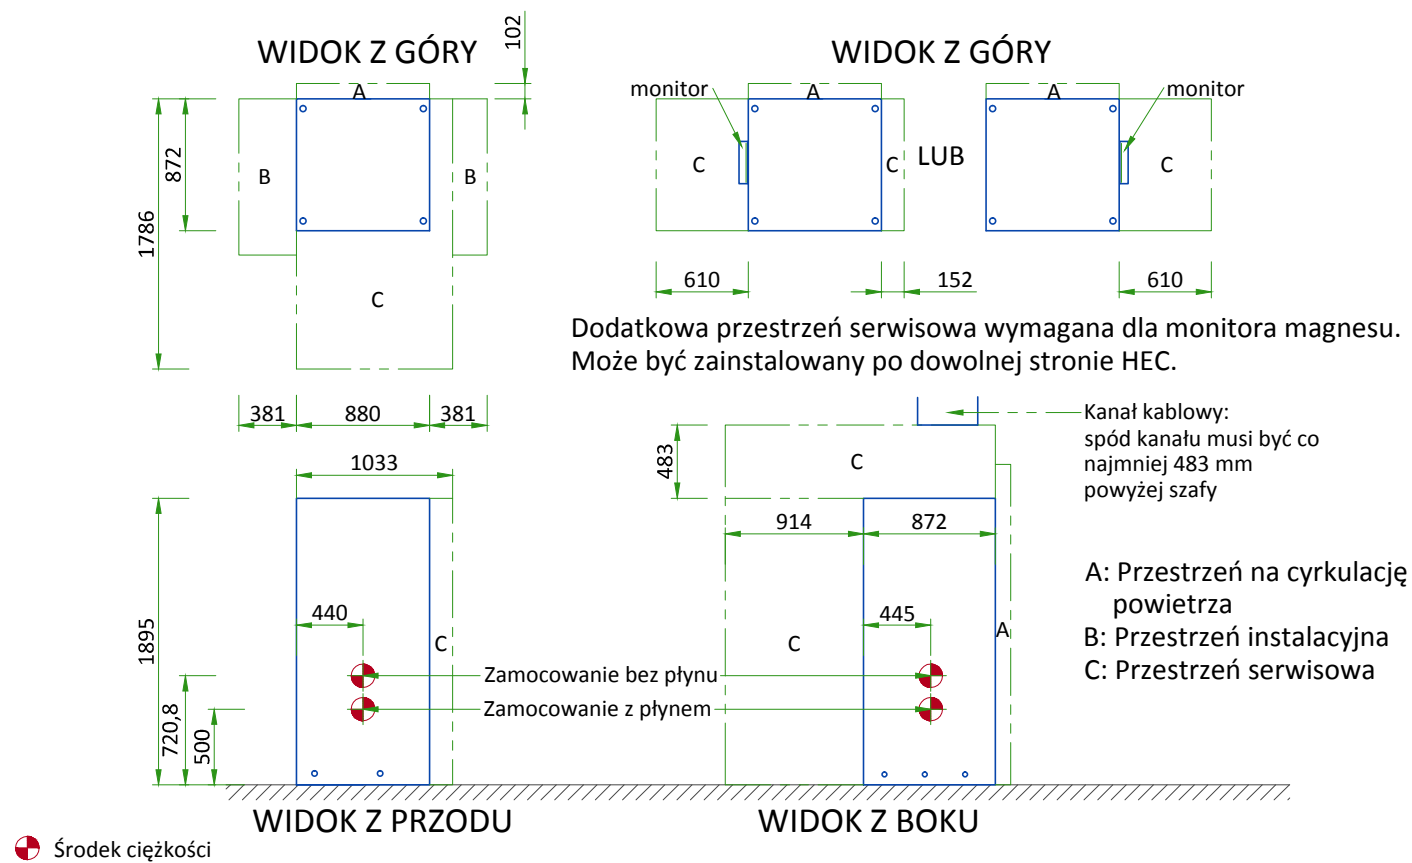 WIDOK Z GÓRY
102
A
B
B
C
872
1786
381
880
381
WIDOK Z GÓRY
monitor
A
C
C
LUB
A
monitor
C
610
152
610
Dodatkowa przestrzeń serwisowa wymagana dla monitora magnesu.
Może być zainstalowany po dowolnej stronie HEC.
1033
440
1895
720,8
500
C
Zamocowanie bez płynu
Zamocowanie z płynem
WIDOK Z PRZODU
483
C
914
872
445
C
A
Kanał kablowy:
spód kanału musi być co
najmniej 483 mm
powyżej szafy
WIDOK Z BOKU
A: Przestrzeń na cyrkulację
powietrza
B: Przestrzeń instalacyjna
C: Przestrzeń serwisowa
Środek ciężkości